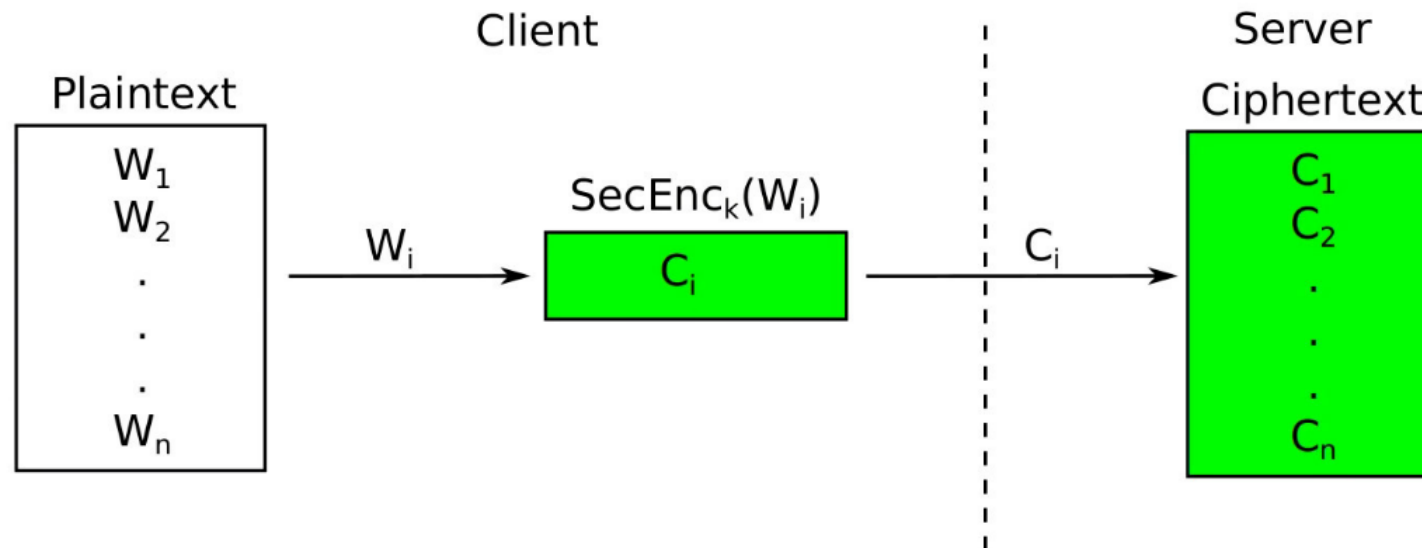 Client
Server
Plaintext
Ciphertext
W₁
W₂
.
.
.
Wₙ
Wᵢ
SecEncₖ(Wᵢ)
Cᵢ
Cᵢ
C₁
C₂
.
.
.
Cₙ